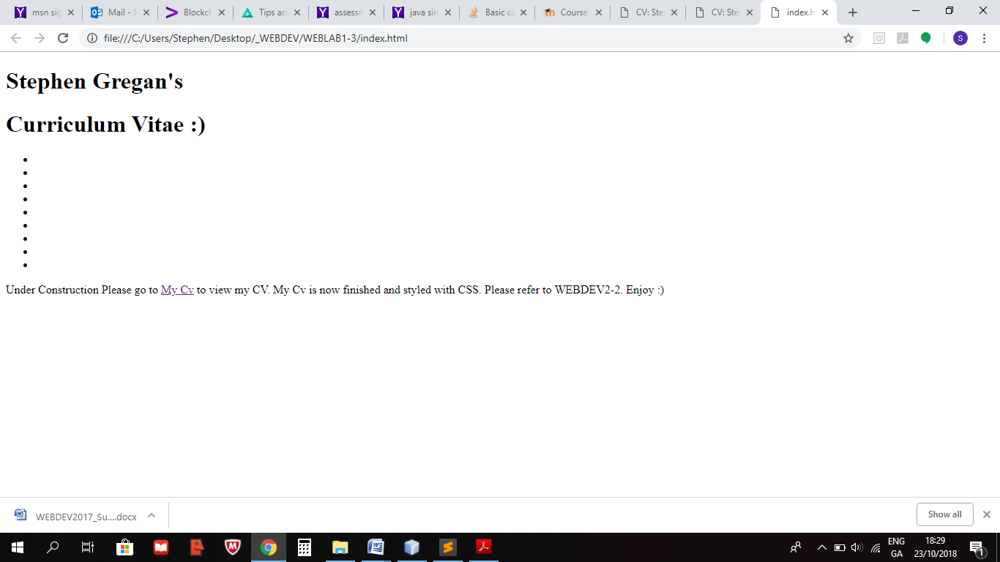 msn sig
Mail - S
Blockch
Tips an
assessn
java sim
Basic ca
Course
CV: Ste
CV: Ste
index.h
file:///C:/Users/Stephen/Desktop/_WEBDEV/WEBLAB1-3/index.html
S
Stephen Gregan's
Curriculum Vitae :)
Under Construction Please go to My Cv to view my CV. My Cv is now finished and styled with CSS. Please refer to WEBDEV2-2. Enjoy :)
WEBDEV2017_Su....docx
Show all
ENG
GA
18:29
23/10/2018
1